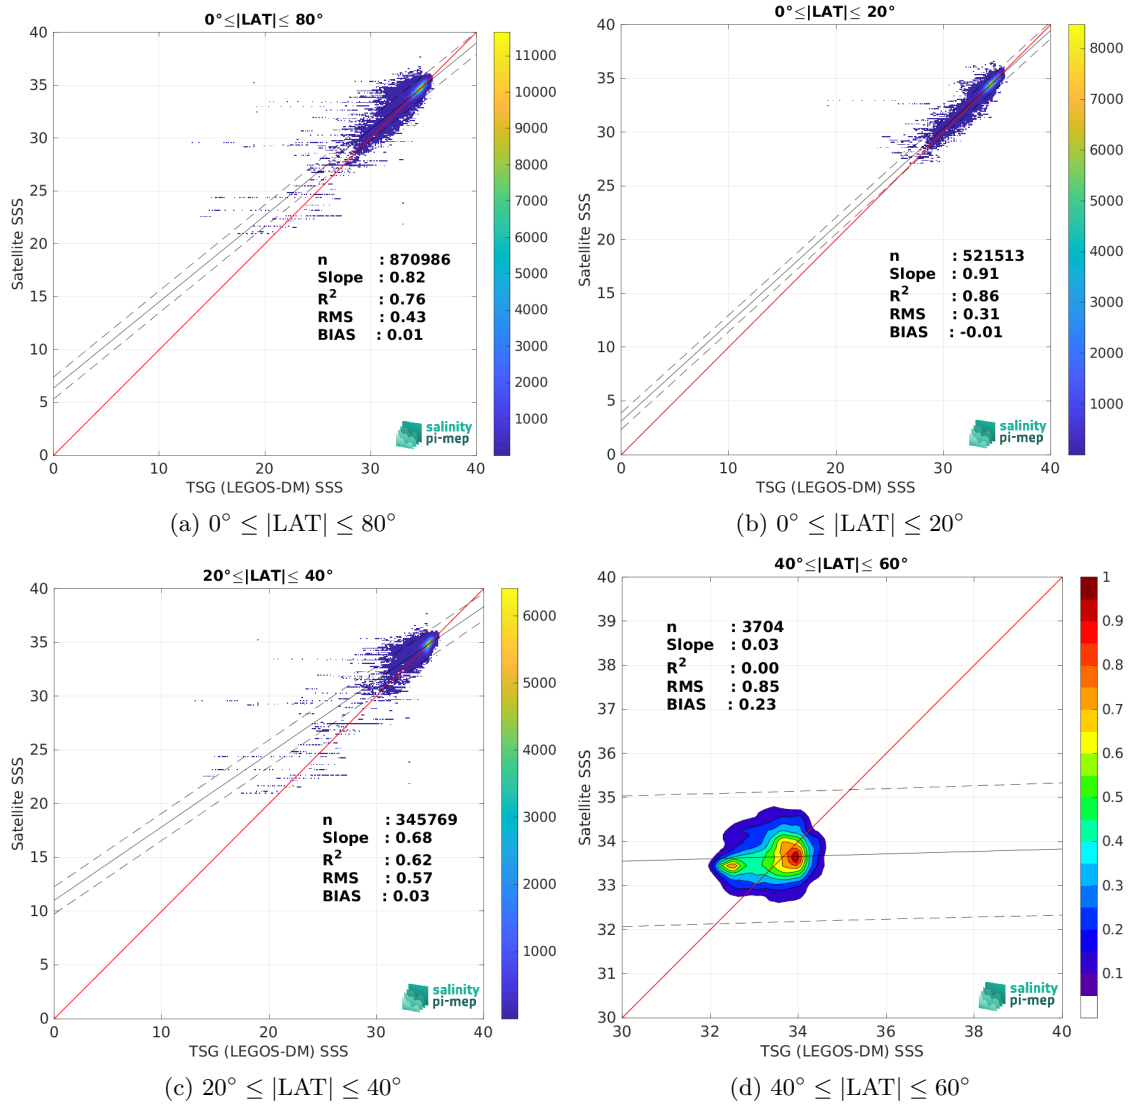 0°≤|LAT|≤ 80°
40
35
30
25
20
15
10
5
0
Satellite SSS
n : 870986
Slope : 0.82
R² : 0.76
RMS : 0.43
BIAS : 0.01
salinity
pi-mep
0 10 20 30 40
TSG (LEGOS-DM) SSS
11000
10000
9000
8000
7000
6000
5000
4000
3000
2000
1000
(a) 0° ≤ |LAT| ≤ 80°
0°≤|LAT|≤ 20°
40
35
30
25
20
15
10
5
0
Satellite SSS
n : 521513
Slope : 0.91
R² : 0.86
RMS : 0.31
BIAS : -0.01
salinity
pi-mep
0 10 20 30 40
TSG (LEGOS-DM) SSS
8000
7000
6000
5000
4000
3000
2000
1000
(b) 0° ≤ |LAT| ≤ 20°
20°≤|LAT|≤ 40°
40
35
30
25
20
15
10
5
0
Satellite SSS
n : 345769
Slope : 0.68
R² : 0.62
RMS : 0.57
BIAS : 0.03
salinity
pi-mep
0 10 20 30 40
TSG (LEGOS-DM) SSS
6000
5000
4000
3000
2000
1000
(c) 20° ≤ |LAT| ≤ 40°
40°≤|LAT|≤ 60°
40
39
38
37
36
35
34
33
32
31
30
Satellite SSS
n : 3704
Slope : 0.03
R² : 0.00
RMS : 0.85
BIAS : 0.23
salinity
pi-mep
30 32 34 36 38 40
TSG (LEGOS-DM) SSS
1
0.9
0.8
0.7
0.6
0.5
0.4
0.3
0.2
0.1
(d) 40° ≤ |LAT| ≤ 60°